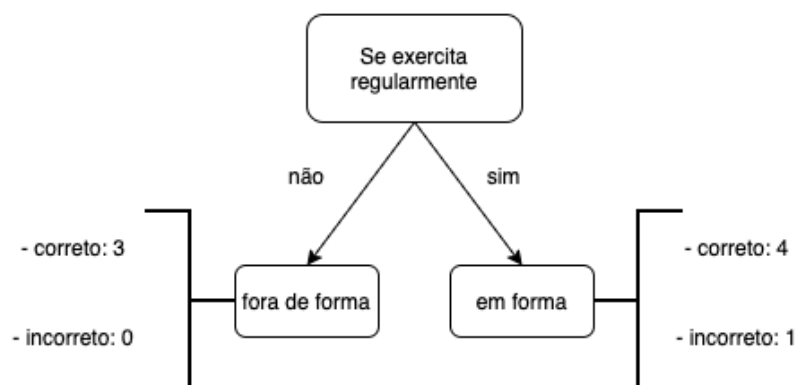 Se exercita
regularmente
não
sim
- correto: 3
- incorreto: 0
fora de forma
em forma
- correto: 4
- incorreto: 1